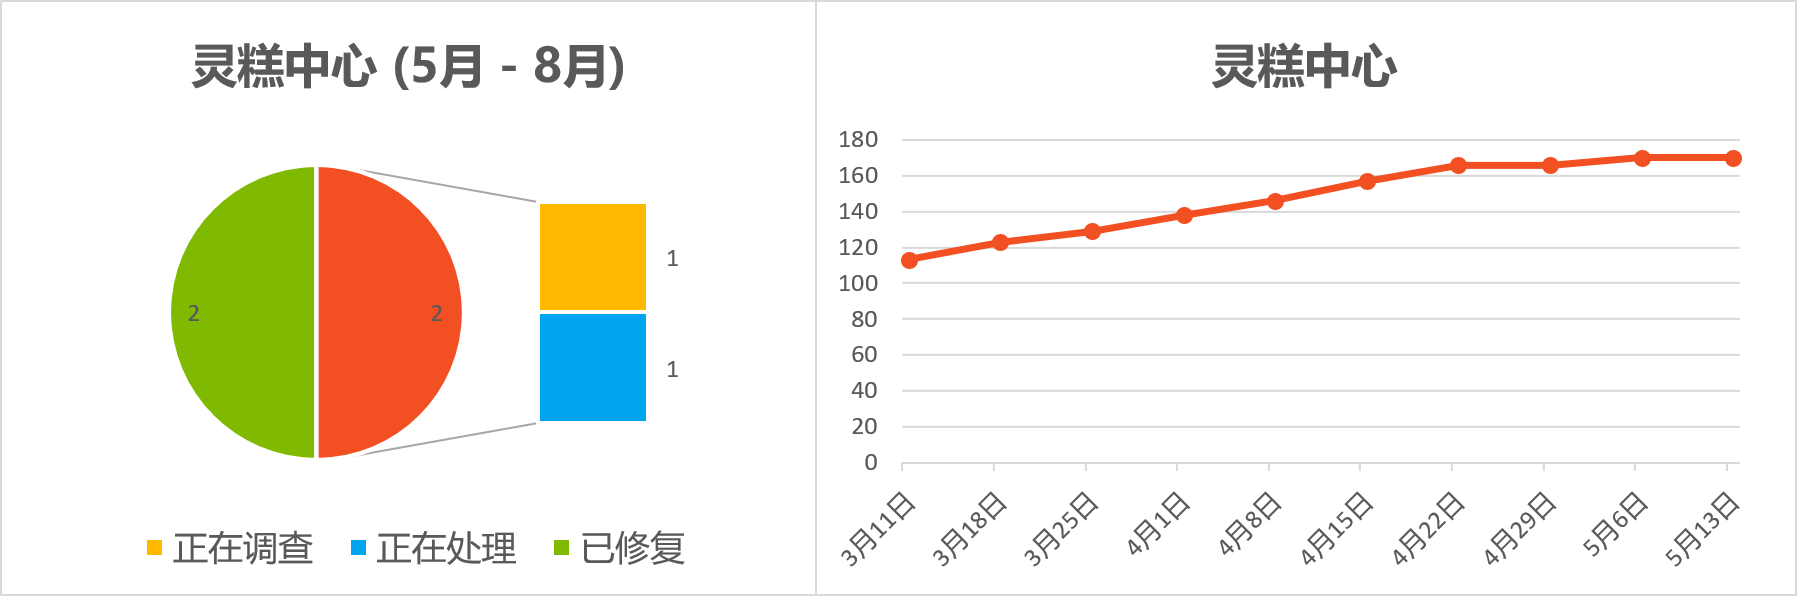 灵糕中心 (5月 - 8月)
2
2
1
1
正在调查
正在处理
已修复
灵糕中心
180
160
140
120
100
80
60
40
20
0
3月11日
3月18日
3月25日
4月1日
4月8日
4月15日
4月22日
4月29日
5月6日
5月13日